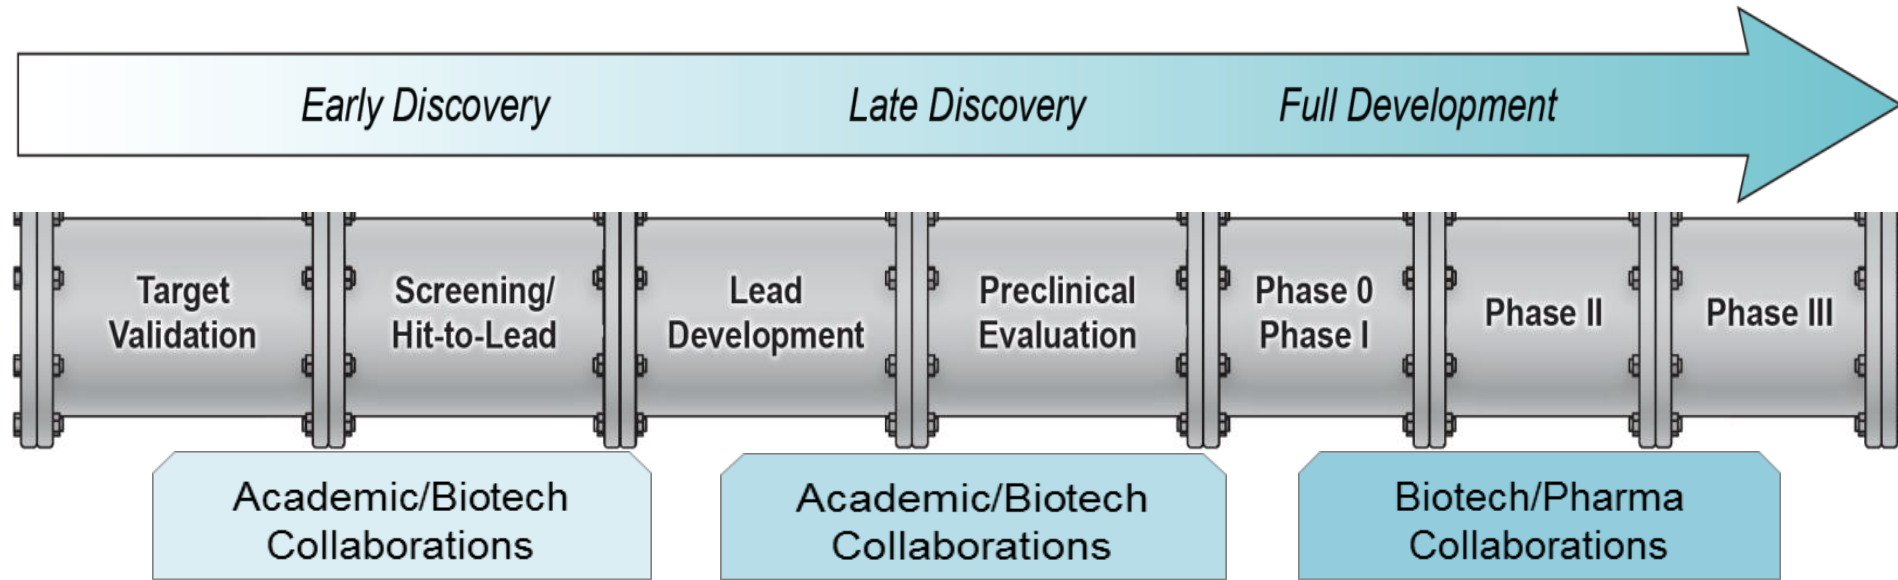 Early Discovery
Late Discovery
Full Development
Target
Validation
Screening/
Hit-to-Lead
Lead
Development
Preclinical
Evaluation
Phase 0
Phase I
Phase II
Phase III
Academic/Biotech
Collaborations
Academic/Biotech
Collaborations
Biotech/Pharma
Collaborations